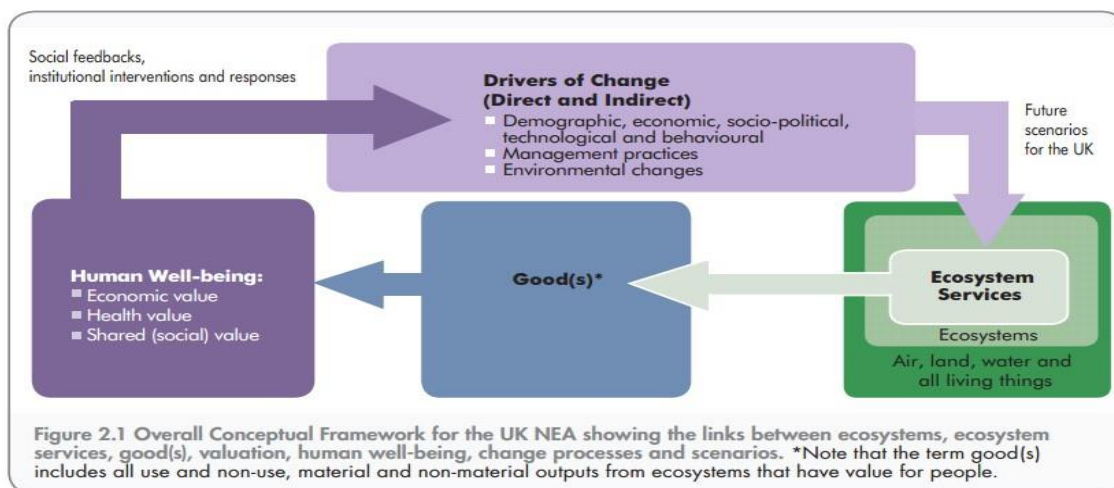 Social feedbacks,
institutional interventions and responses
Drivers of Change
(Direct and Indirect)
Demographic, economic, socio-political,
technological and behavioural
Management practices
Environmental changes
Future
scenarios
for the UK
Human Well-being:
Economic value
Health value
Shared (social) value
Good(s)*
Ecosystem
Services
Ecosystems
Air, land, water and
all living things
Figure 2.1 Overall Conceptual Framework for the UK NEA showing the links between ecosystems, ecosystem
services, good(s), valuation, human well-being, change processes and scenarios. *Note that the term good(s)
includes all use and non-use, material and non-material outputs from ecosystems that have value for people.